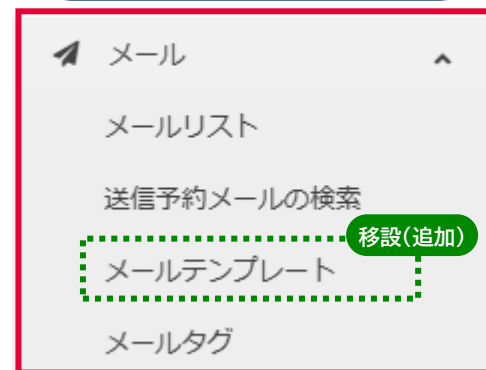 メール
メールリスト
送信予約メールの検索
移設(追加)
メールテンプレート
メールタグ